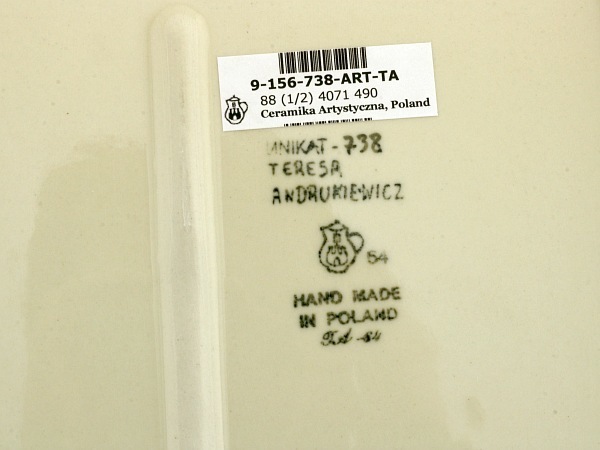 9-156-738-ART-TA
88 (1/2) 4071 490
Ceramika Artystyczna, Poland
UNIKAT-738
TERESA
ANDRUKIEWICZ
54
HAND MADE
IN POLAND